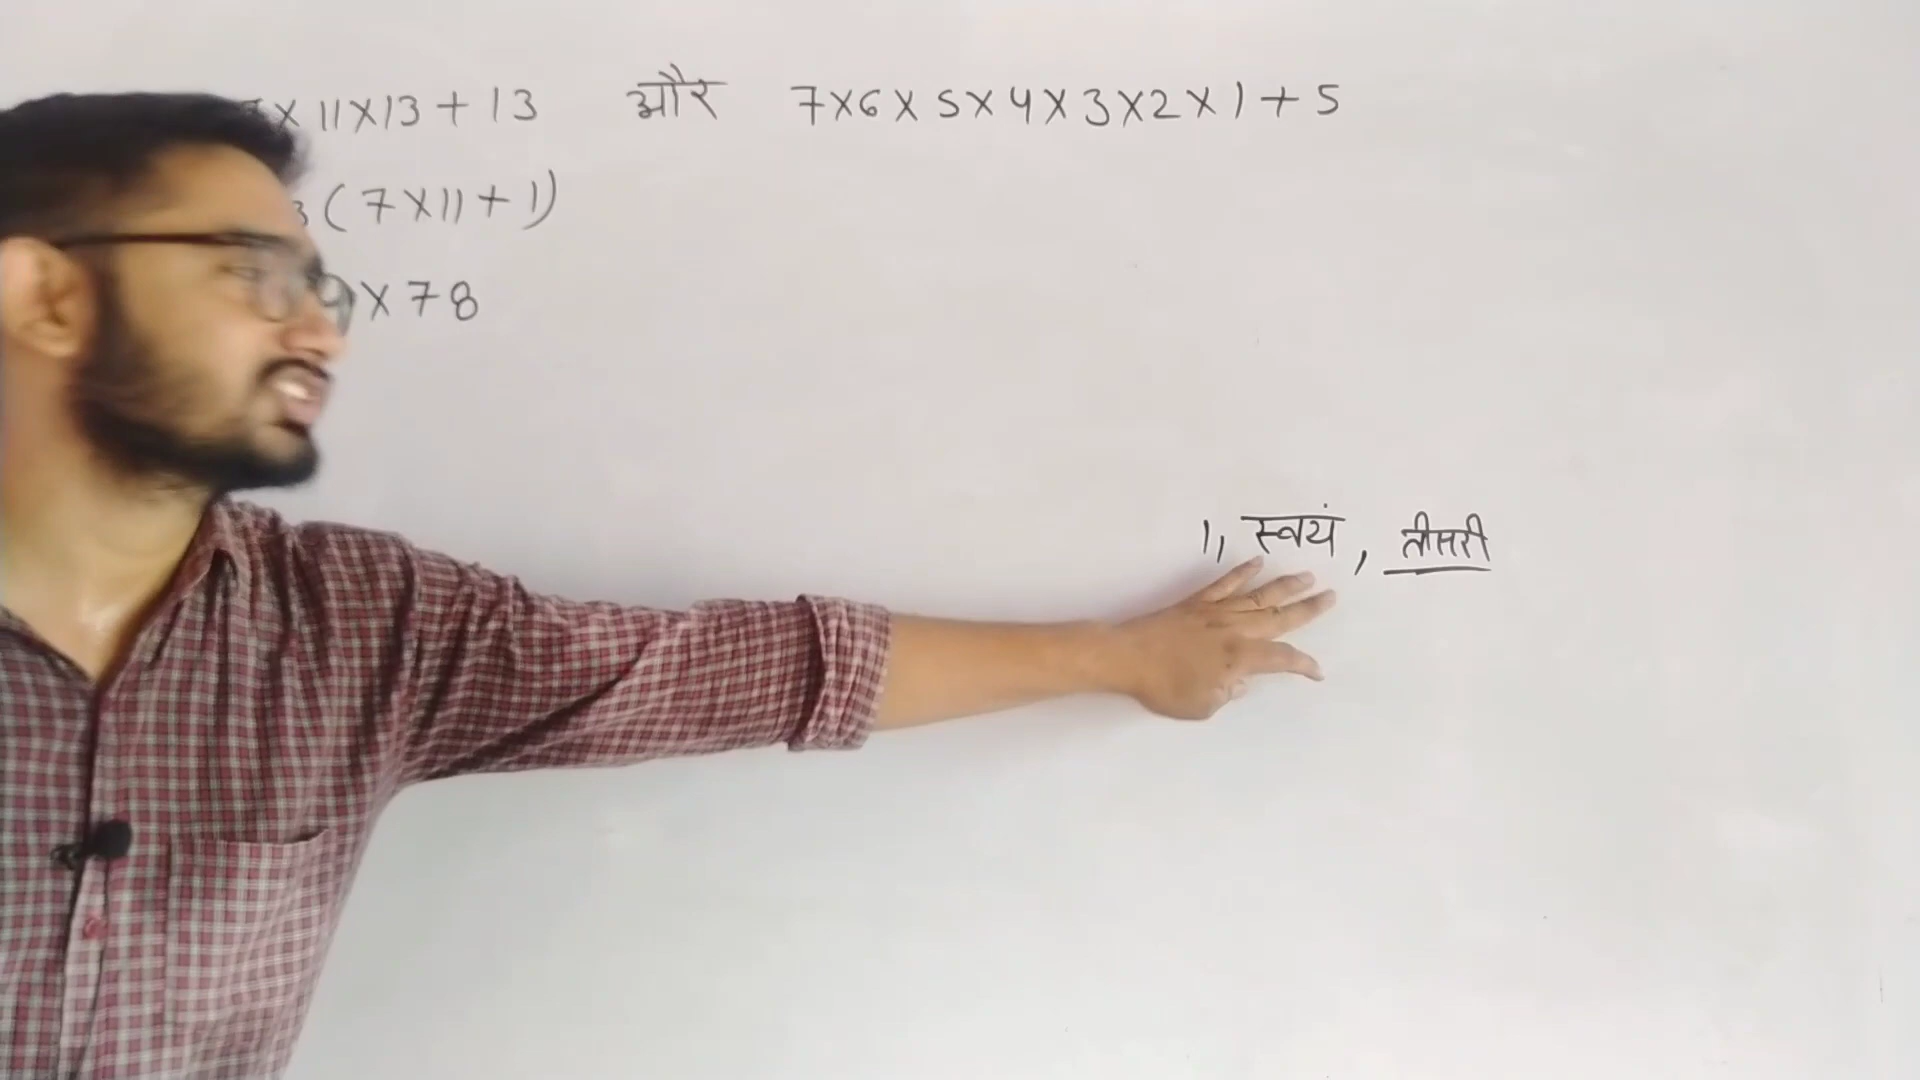 × 11 × 13 + 13 और 7 × 6 × 5 × 4 × 3 × 2 × 1 + 5
(7 × 11 + 1)
× 78
1, स्वयं, तीसरी